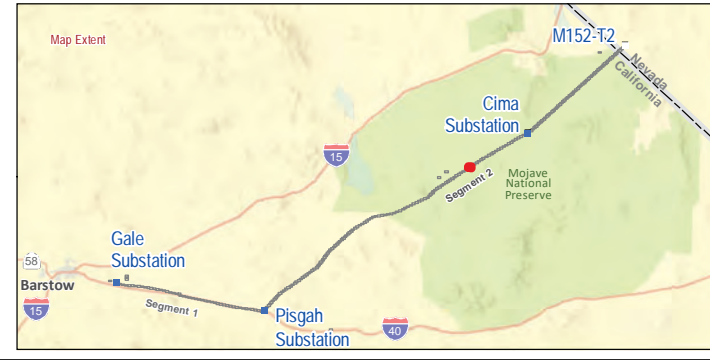 Map Extent
M152-T2
Nevada
California
Cima
Substation
15
Mojave
National
Preserve
Segment 2
Gale
Substation
58
Barstow
Segment 1
15
Pisgah
Substation
40